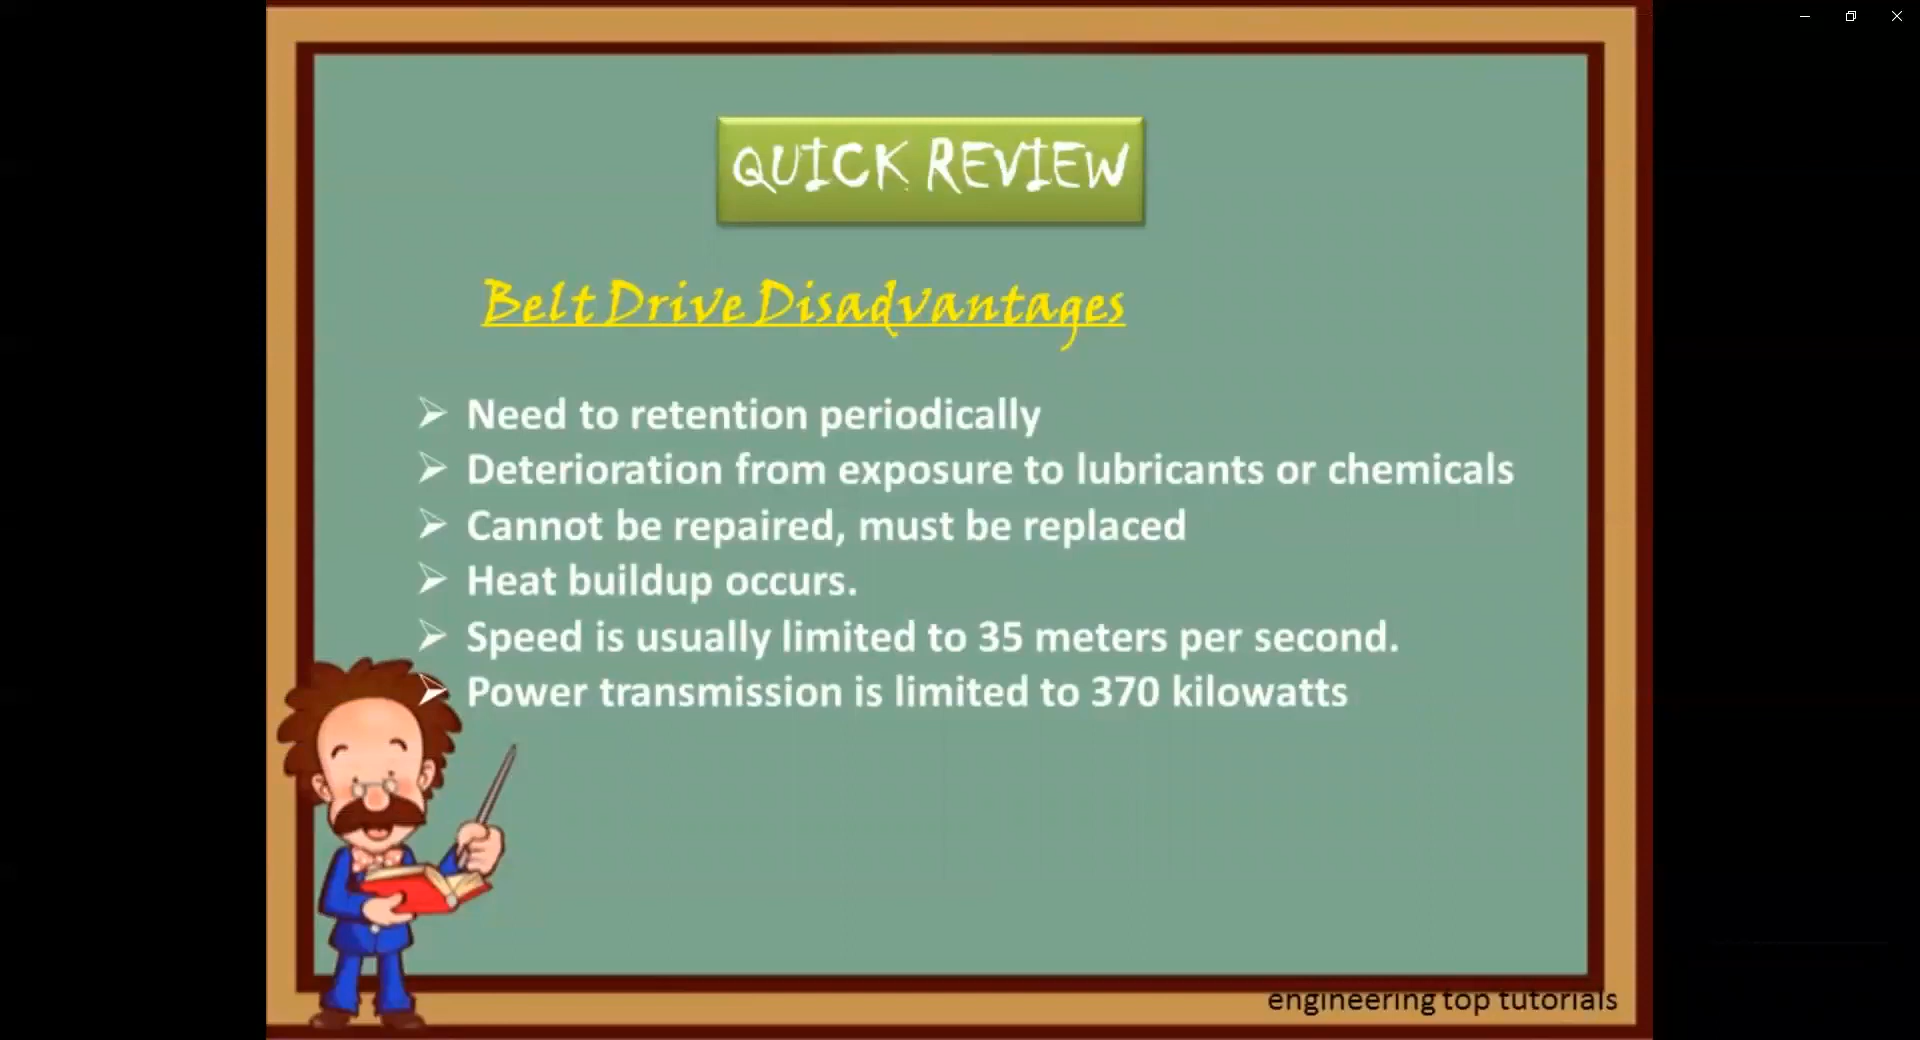 QUICK REVIEW
Belt Drive Disadvantages
Need to retention periodically
Deterioration from exposure to lubricants or chemicals
Cannot be repaired, must be replaced
Heat buildup occurs.
Speed is usually limited to 35 meters per second.
Power transmission is limited to 370 kilowatts
engineering top tutorials